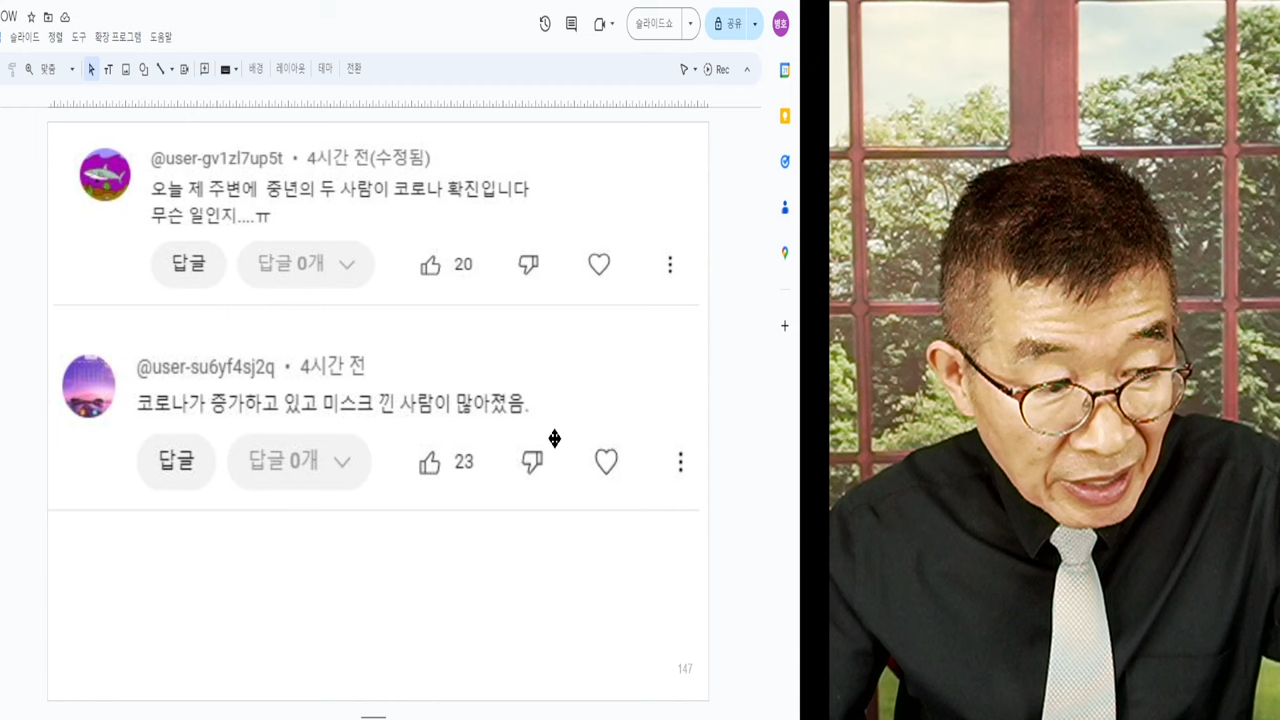 OW
슬라이드 정렬 도구 확장 프로그램 도움말
슬라이드쇼
공유
병호
맞춤
배경 레이아웃 테마 전환
Rec
@user-gv1zl7up5t • 4시간 전(수정됨)
오늘 제 주변에 중년의 두 사람이 코로나 확진입니다
무슨 일인지....ㅠ
답글 답글 0개 20
@user-su6yf4sj2q • 4시간 전
코로나가 증가하고 있고 미스크 낀 사람이 많아졌음.
답글 답글 0개 23
147